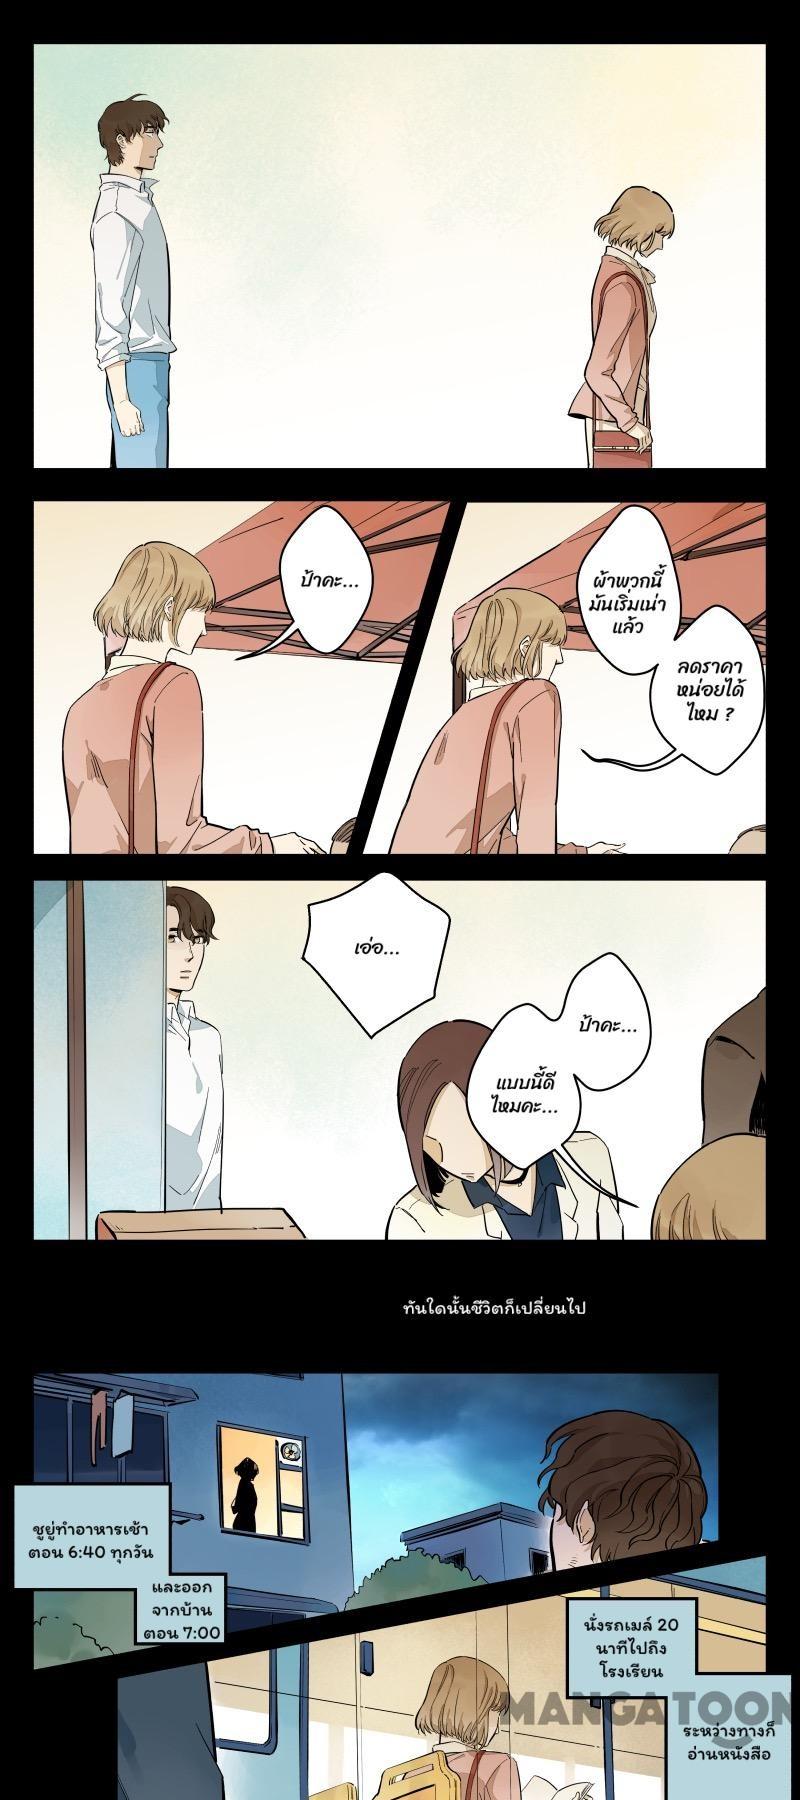 ป้าคะ...
ผ้าพวกนี้
มันเริ่มเน่า
แล้ว
ลดราคา
หน่อยได้
ไหม ?
เอ่อ...
ป้าคะ...
แบบนี้ดี
ไหมคะ...
ทันใดนั้นชีวิตก็เปลี่ยนไป
ชูยู่ทำอาหารเช้า
ตอน 6:40 ทุกวัน
และออก
จากบ้าน
ตอน 7:00
นั่งรถเมล์ 20
นาทีไปถึง
โรงเรียน
ระหว่างทางก็
อ่านหนังสือ
MANGATOON